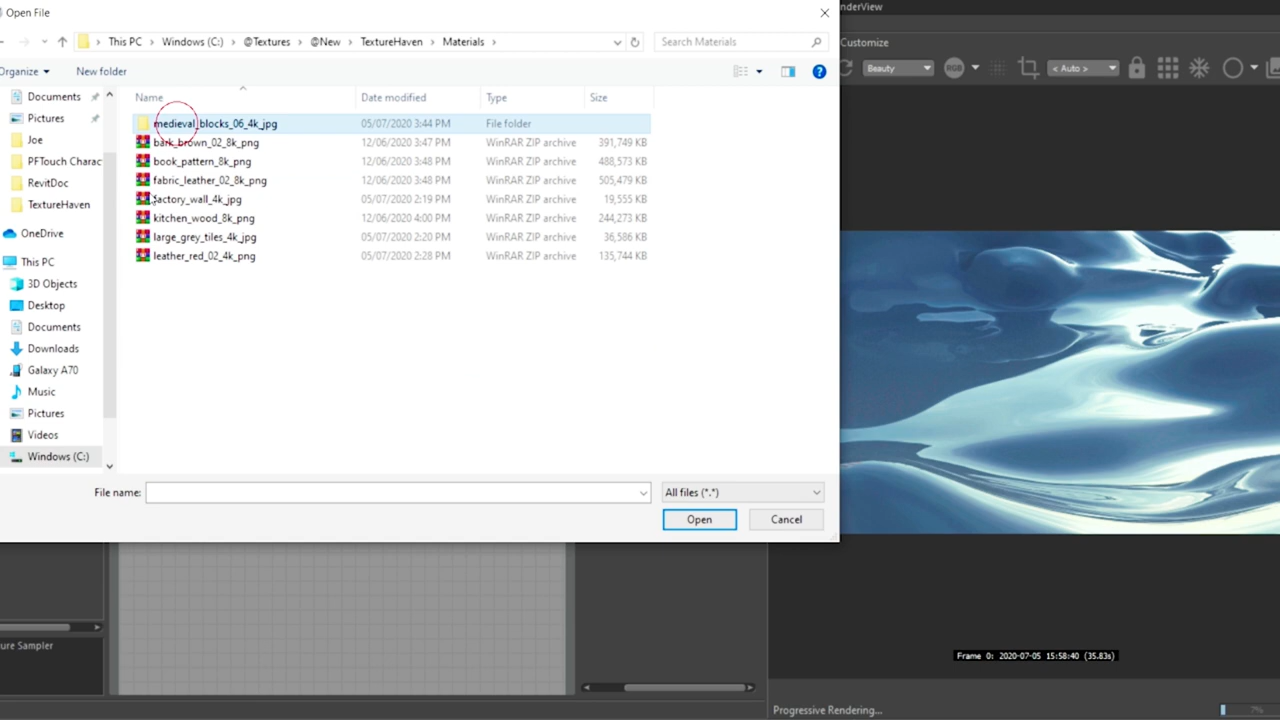 Open File
nderView
This PC > Windows (C:) > @Textures > @New > TextureHaven > Materials >
Search Materials
Customize
Organize
New folder
Beauty
RGB
< Auto >
Name
Date modified
Type
Size
Documents
Pictures
Joe
PFTouch Charac
RevitDoc
TextureHaven
OneDrive
This PC
3D Objects
Desktop
Documents
Downloads
Galaxy A70
Music
Pictures
Videos
Windows (C:)
medieval_blocks_06_4k_jpg 05/07/2020 3:44 PM File folder
bark_brown_02_8k_png 12/06/2020 3:47 PM WinRAR ZIP archive 391,749 KB
book_pattern_8k_png 12/06/2020 3:48 PM WinRAR ZIP archive 488,573 KB
fabric_leather_02_8k_png 12/06/2020 3:48 PM WinRAR ZIP archive 505,479 KB
factory_wall_4k_jpg 05/07/2020 2:19 PM WinRAR ZIP archive 19,555 KB
kitchen_wood_8k_png 12/06/2020 4:00 PM WinRAR ZIP archive 244,273 KB
large_grey_tiles_4k_jpg 05/07/2020 2:20 PM WinRAR ZIP archive 36,586 KB
leather_red_02_4k_png 05/07/2020 2:28 PM WinRAR ZIP archive 135,744 KB
File name:
All files (*.*)
Open
Cancel
ure Sampler
Frame 0: 2020-07-05 15:58:40 (35.83s)
Progressive Rendering...
7%